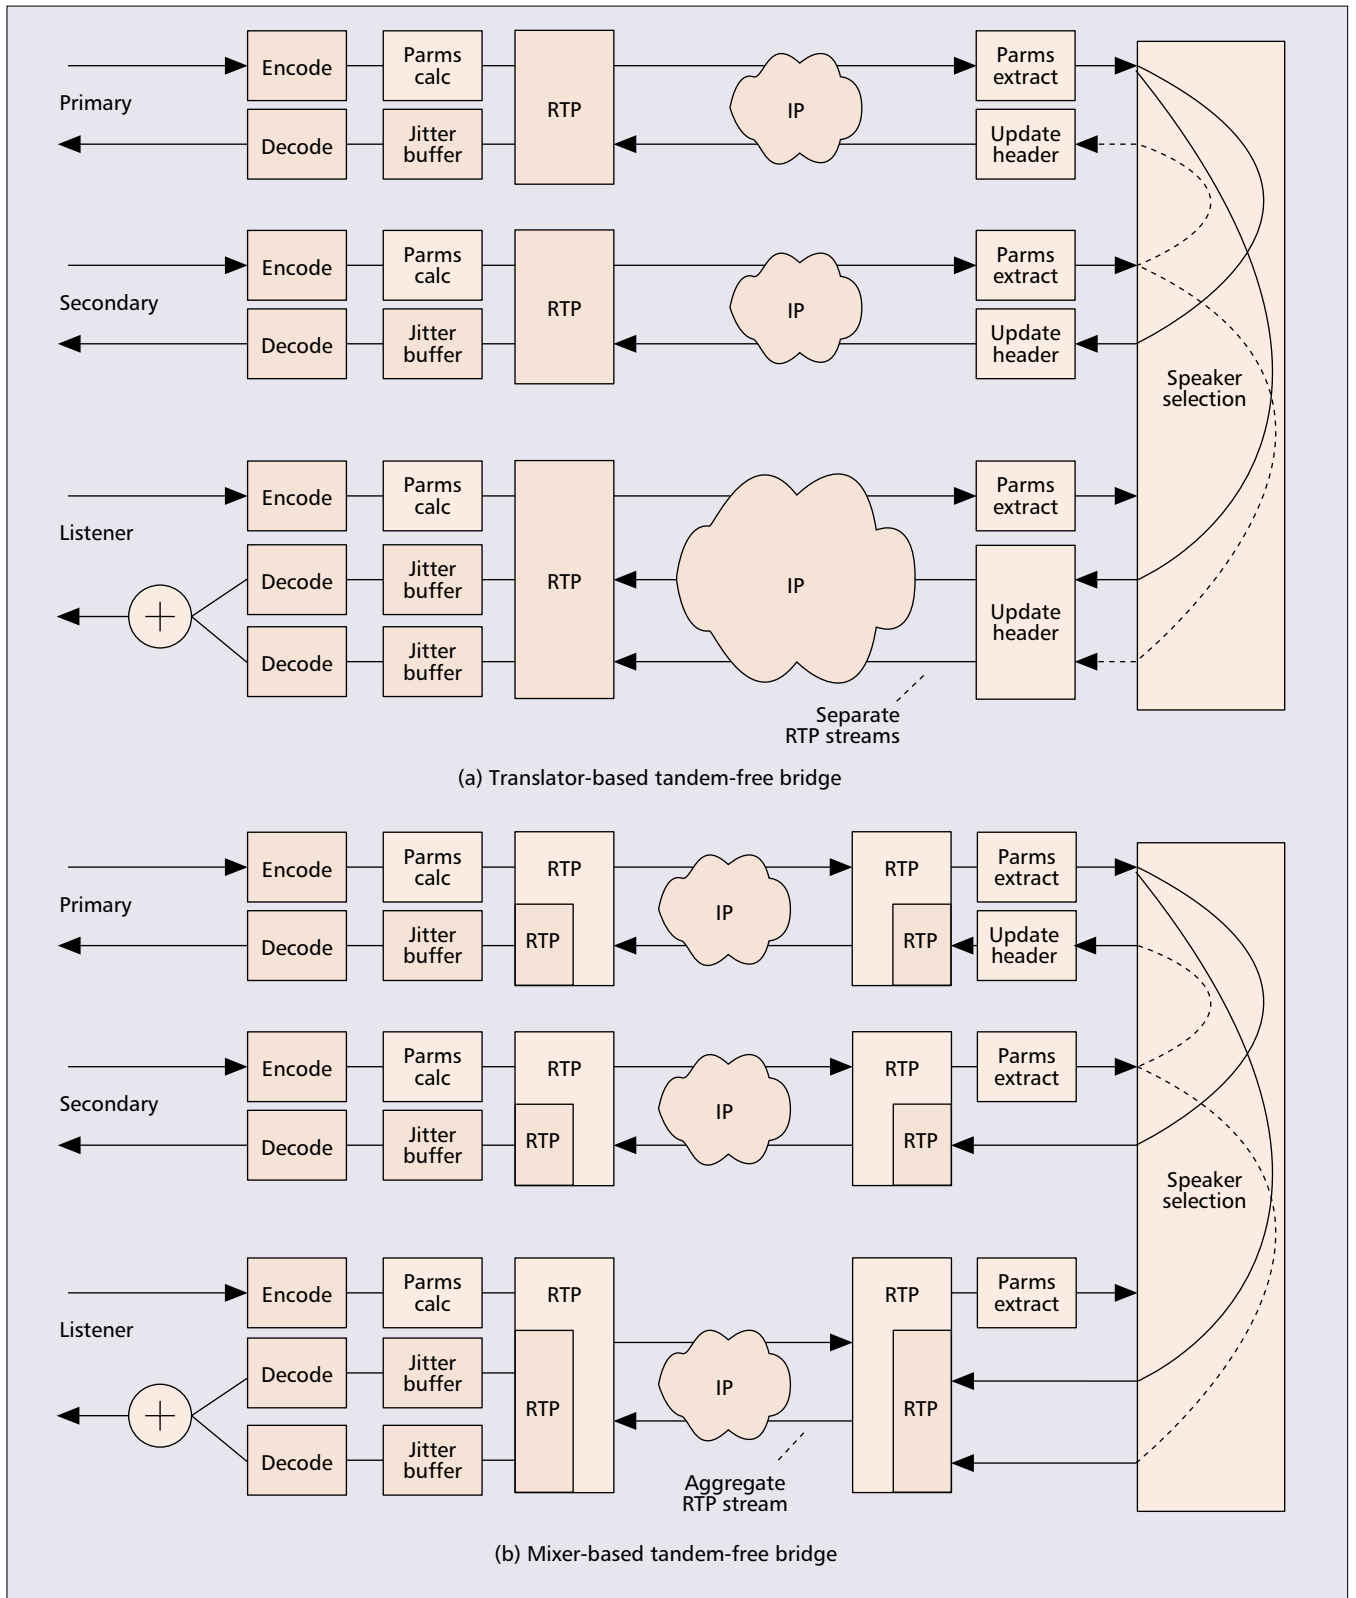 Encode
Parms
calc
RTP
IP
Parms
extract
Primary
Decode
Jitter
buffer
Update
header
Encode
Parms
calc
RTP
IP
Parms
extract
Secondary
Decode
Jitter
buffer
Update
header
Speaker
selection
Encode
Parms
calc
RTP
IP
Parms
extract
Listener
Decode
Jitter
buffer
Update
header
Decode
Jitter
buffer
Separate
RTP streams
(a) Translator-based tandem-free bridge
Encode
Parms
calc
RTP
IP
RTP
Parms
extract
Primary
Decode
Jitter
buffer
RTP
RTP
Update
header
Encode
Parms
calc
RTP
IP
RTP
Parms
extract
Secondary
Decode
Jitter
buffer
RTP
RTP
Speaker
selection
Encode
Parms
calc
RTP
RTP
Parms
extract
Listener
Decode
Jitter
buffer
RTP
IP
RTP
Decode
Jitter
buffer
Aggregate
RTP stream
(b) Mixer-based tandem-free bridge